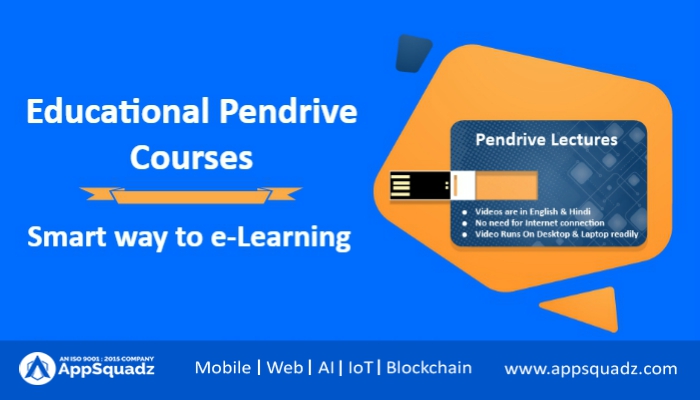 Educational Pendrive
Courses
Smart way to e-Learning
Pendrive Lectures
Videos are in English & Hindi
No need for Internet connection
Video Runs On Desktop & Laptop readily
AN ISO 9001 : 2015 COMPANY
AppSquadz
Mobile | Web | AI | IoT | Blockchain
www.appsquadz.com